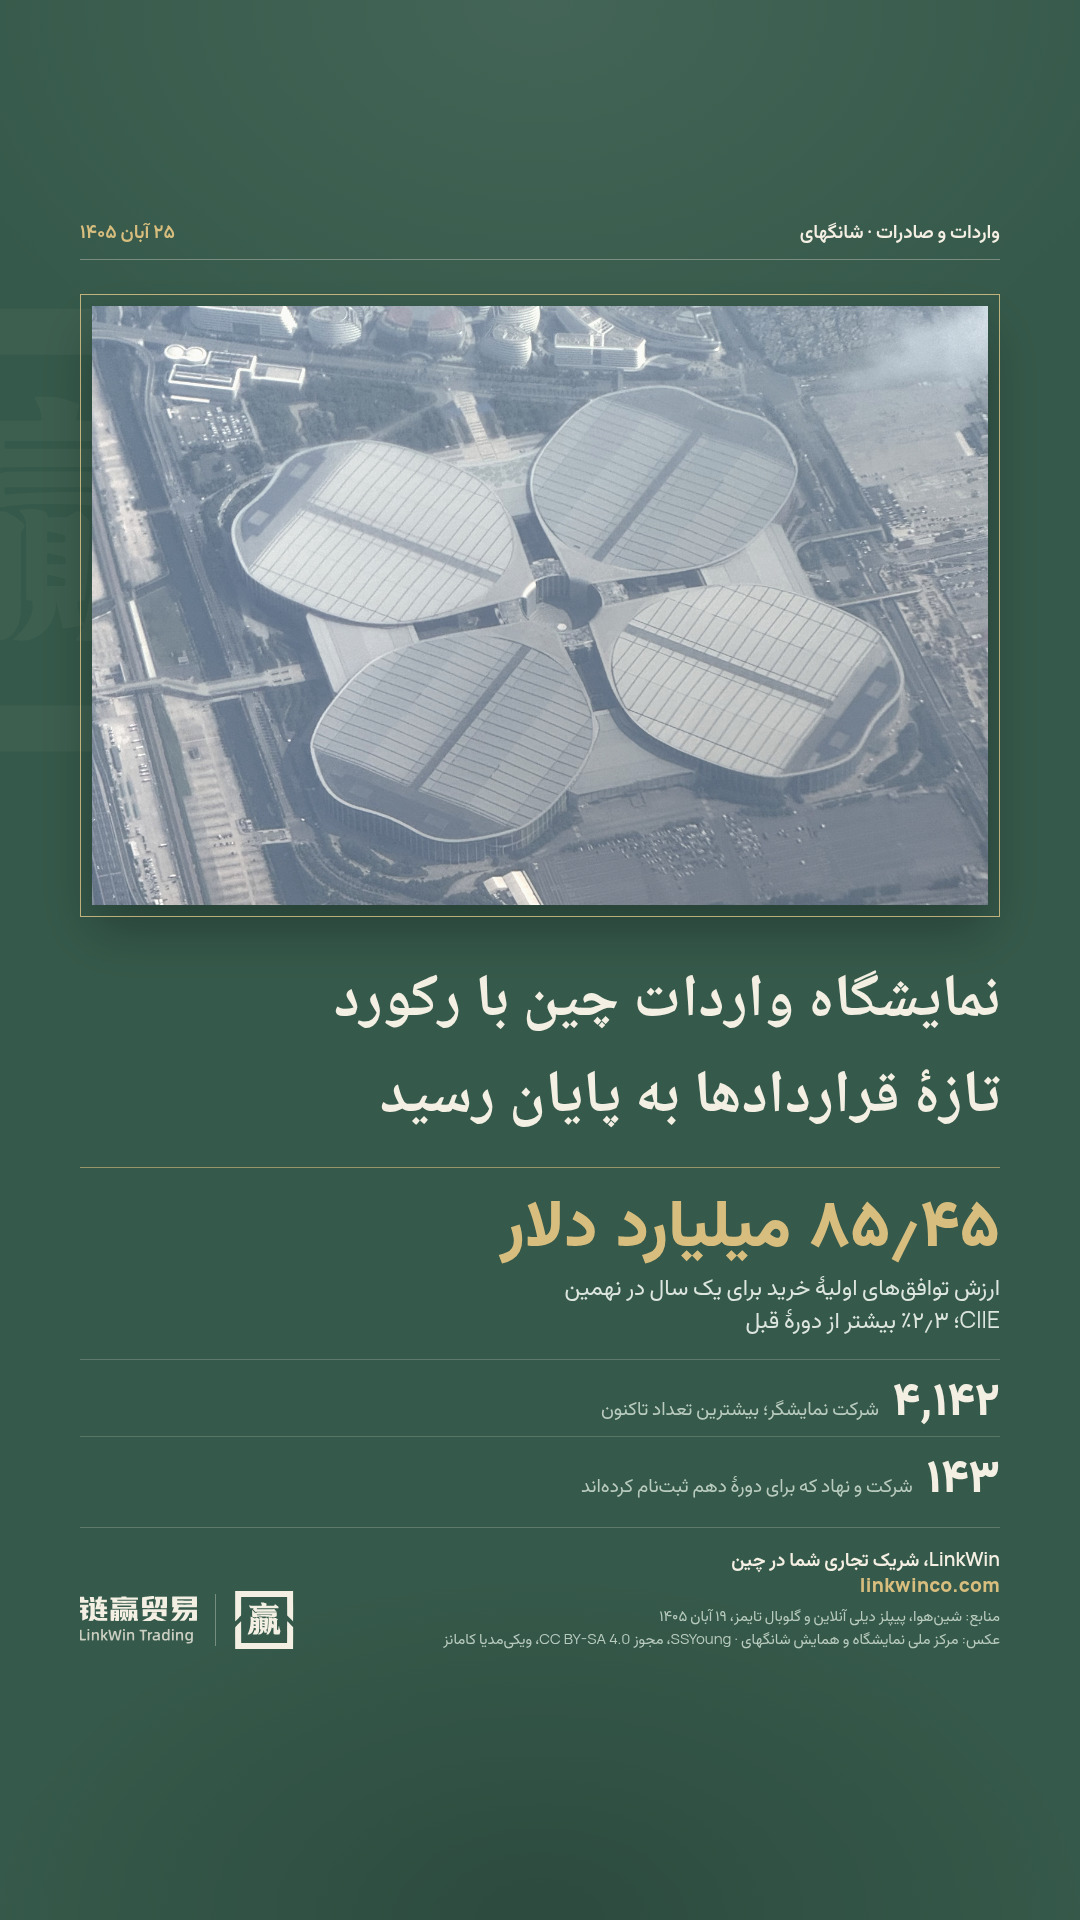 واردات و صادرات · شانگهای
۲۵ آبان ۱۴۰۵
نمایشگاه واردات چین با رکورد
تازهٔ قراردادها به پایان رسید
۸۵٫۴۵ میلیارد دلار
ارزش توافق‌های اولیهٔ خرید برای یک سال در نهمین
CIIE؛ ۲٫۳٪ بیشتر از دورهٔ قبل
۴,۱۴۲ شرکت نمایشگر؛ بیشترین تعداد تاکنون
۱۴۳ شرکت و نهاد که برای دورهٔ دهم ثبت‌نام کرده‌اند
LinkWin، شریک تجاری شما در چین
linkwinco.com
منابع: شین‌هوا، پیپلز دیلی آنلاین و گلوبال تایمز، ۱۹ آبان ۱۴۰۵
عکس: مرکز ملی نمایشگاه و همایش شانگهای · SSYoung، مجوز CC BY-SA 4.0، ویکی‌مدیا کامانز
赢
链赢贸易
LinkWin Trading